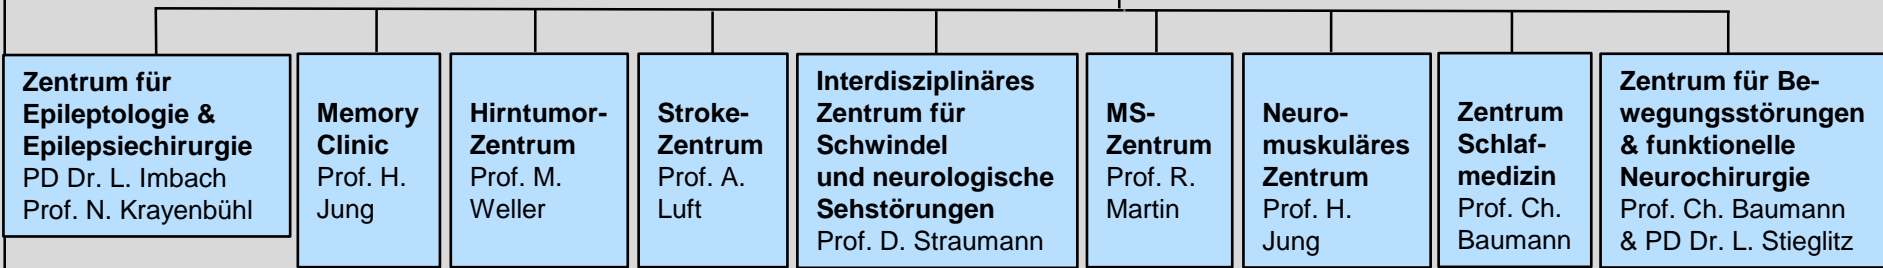 Zentrum für
Epileptologie &
Epilepsiechirurgie
PD Dr. L. Imbach
Prof. N. Krayenbühl
Memory
Clinic
Prof. H.
Jung
Hirntumor-
Zentrum
Prof. M.
Weller
Stroke-
Zentrum
Prof. A.
Luft
Interdisziplinäres
Zentrum für
Schwindel
und neurologische
Sehstörungen
Prof. D. Straumann
MS-
Zentrum
Prof. R.
Martin
Neuro-
muskuläres
Zentrum
Prof. H.
Jung
Zentrum
Schlaf-
medizin
Prof. Ch.
Baumann
Zentrum für Be-
wegungsstörungen
& funktionelle
Neurochirurgie
Prof. Ch. Baumann
& PD Dr. L. Stieglitz